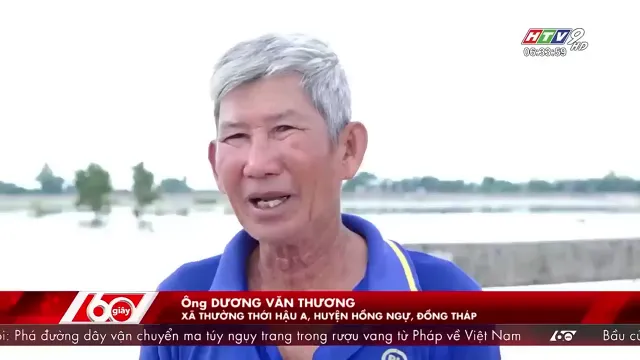 HTV9 HD
06:33:59
60 giây
Ông DƯƠNG VĂN THƯƠNG
XÃ THƯỜNG THỚI HẬU A, HUYỆN HỒNG NGỰ, ĐỒNG THÁP
ỏi: Phá đường dây vận chuyển ma túy ngụy trang trong rượu vang từ Pháp về Việt Nam
60s
Bầu c